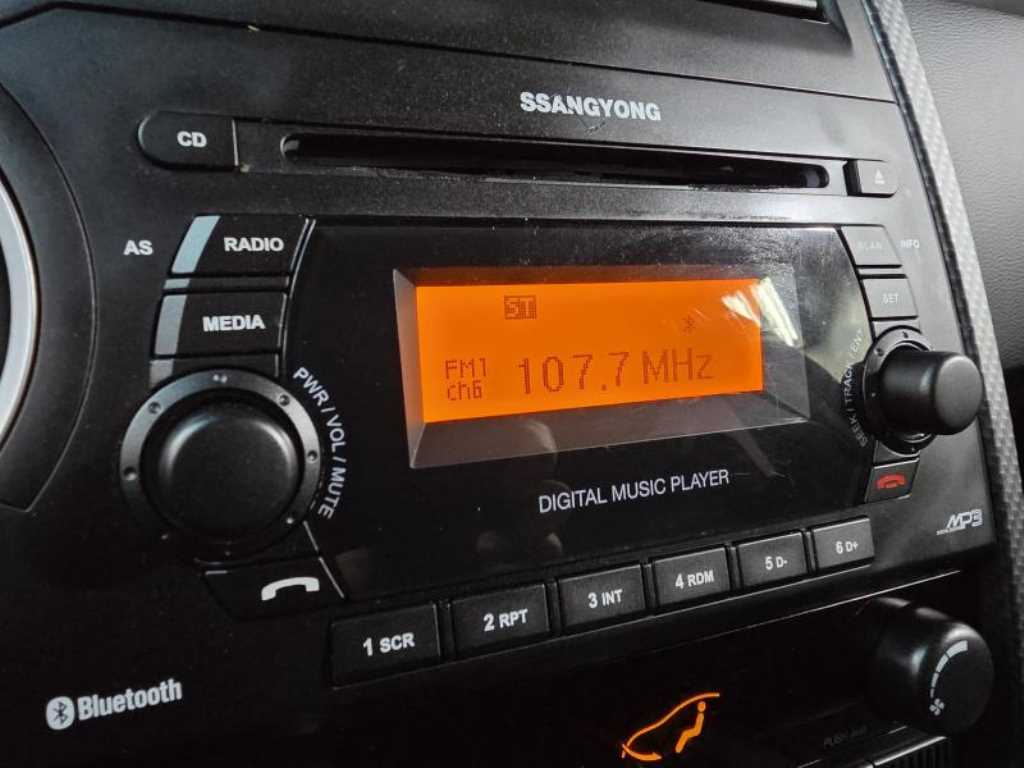 SSANGYONG
CD
AS
RADIO
SCAN
INFO
MEDIA
SET
ST
FM1
ch6
107.7 MHz
PWR / VOL / MUTE
DIGITAL MUSIC PLAYER
MP3
1 SCR
2 RPT
3 INT
4 RDM
5 D-
6 D+
Bluetooth